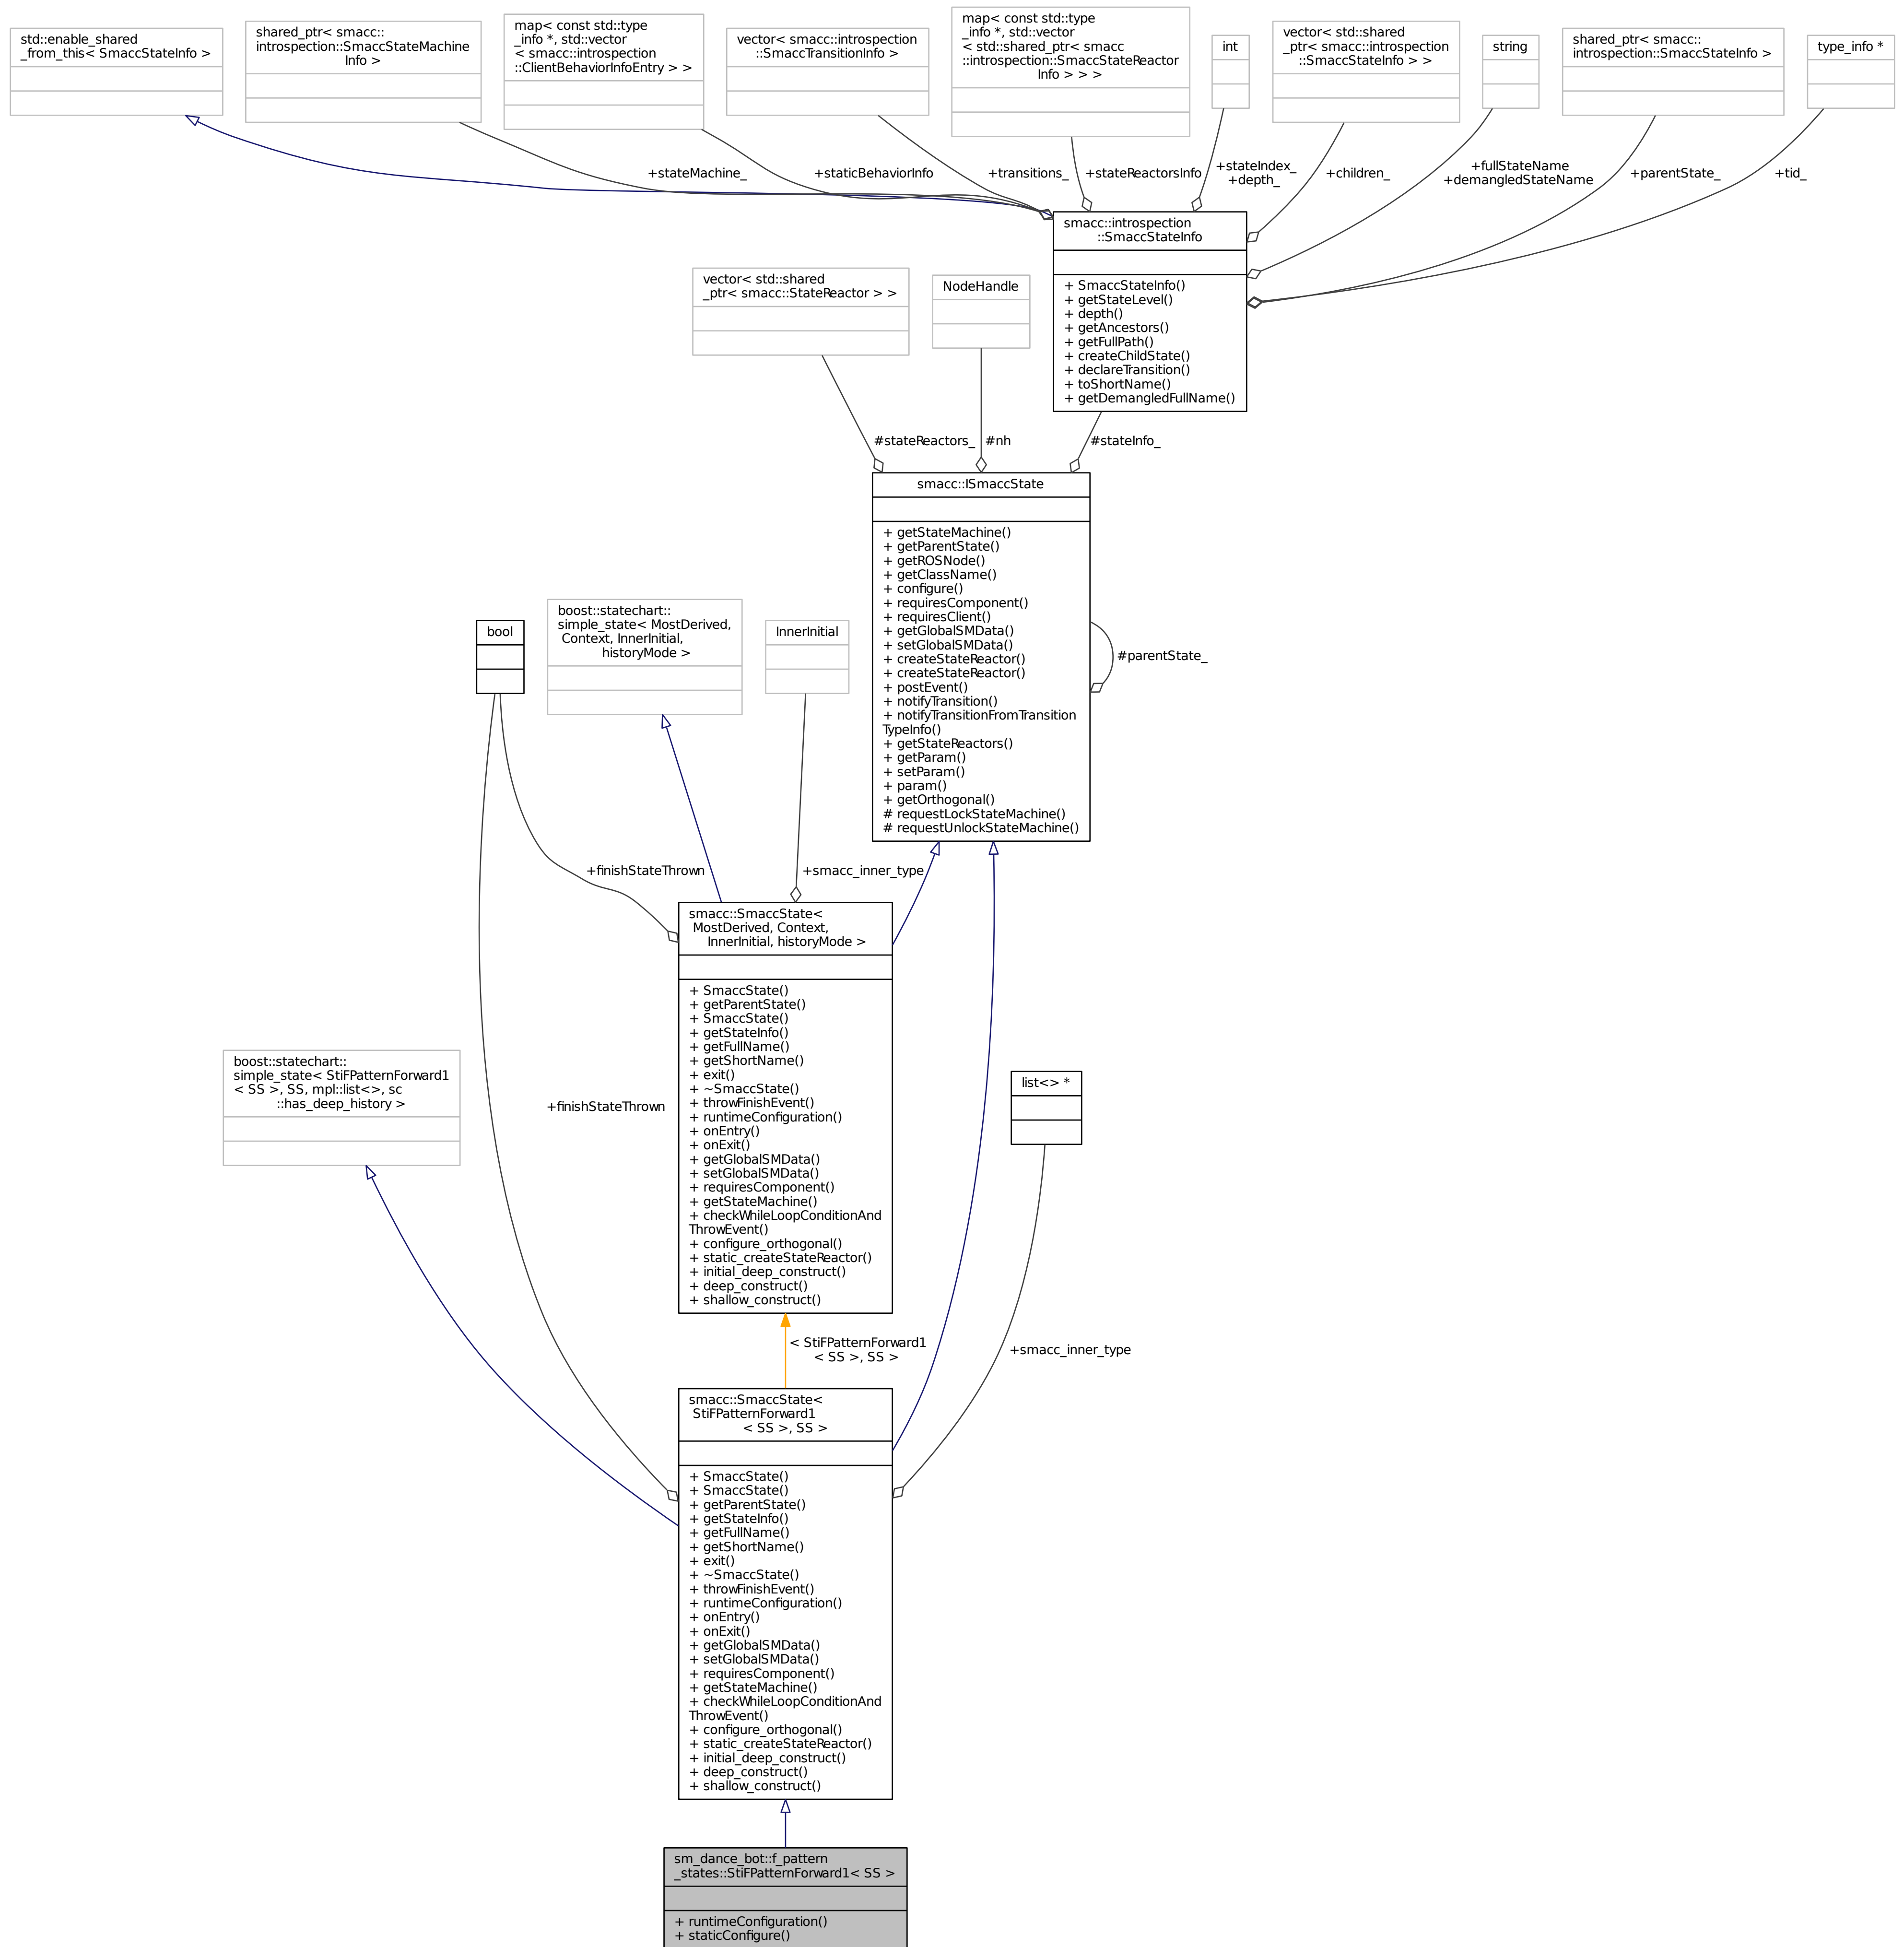 std::enable_shared
_from_this< SmaccStateInfo >
shared_ptr< smacc::
introspection::SmaccStateMachine
Info >
map< const std::type
_info *, std::vector
< smacc::introspection
::ClientBehaviorInfoEntry > >
vector< smacc::introspection
::SmaccTransitionInfo >
map< const std::type
_info *, std::vector
< std::shared_ptr< smacc
::introspection::SmaccStateReactor
Info > > >
int
vector< std::shared
_ptr< smacc::introspection
::SmaccStateInfo > >
string
shared_ptr< smacc::
introspection::SmaccStateInfo >
type_info *
+stateMachine_
+staticBehaviorInfo
+transitions_
+stateReactorsInfo
+stateIndex_
+depth_
+children_
+fullStateName
+demangledStateName
+parentState_
+tid_
smacc::introspection
::SmaccStateInfo
+ SmaccStateInfo()
+ getStateLevel()
+ depth()
+ getAncestors()
+ getFullPath()
+ createChildState()
+ declareTransition()
+ toShortName()
+ getDemangledFullName()
vector< std::shared
_ptr< smacc::StateReactor > >
NodeHandle
#stateReactors_
#nh
#stateInfo_
smacc::ISmaccState
+ getStateMachine()
+ getParentState()
+ getROSNode()
+ getClassName()
+ configure()
+ requiresComponent()
+ requiresClient()
+ getGlobalSMData()
+ setGlobalSMData()
+ createStateReactor()
+ createStateReactor()
+ postEvent()
+ notifyTransition()
+ notifyTransitionFromTransition
TypeInfo()
+ getStateReactors()
+ getParam()
+ setParam()
+ param()
+ getOrthogonal()
# requestLockStateMachine()
# requestUnlockStateMachine()
#parentState_
bool
boost::statechart::
simple_state< MostDerived,
Context, InnerInitial,
historyMode >
InnerInitial
+finishStateThrown
+smacc_inner_type
smacc::SmaccState<
MostDerived, Context,
InnerInitial, historyMode >
+ SmaccState()
+ getParentState()
+ SmaccState()
+ getStateInfo()
+ getFullName()
+ getShortName()
+ exit()
+ ~SmaccState()
+ throwFinishEvent()
+ runtimeConfiguration()
+ onEntry()
+ onExit()
+ getGlobalSMData()
+ setGlobalSMData()
+ requiresComponent()
+ getStateMachine()
+ checkWhileLoopConditionAnd
ThrowEvent()
+ configure_orthogonal()
+ static_createStateReactor()
+ initial_deep_construct()
+ deep_construct()
+ shallow_construct()
boost::statechart::
simple_state< StiFPatternForward1
< SS >, SS, mpl::list<>, sc
::has_deep_history >
+finishStateThrown
list<> *
< StiFPatternForward1
< SS >, SS >
+smacc_inner_type
smacc::SmaccState<
StiFPatternForward1
< SS >, SS >
+ SmaccState()
+ SmaccState()
+ getParentState()
+ getStateInfo()
+ getFullName()
+ getShortName()
+ exit()
+ ~SmaccState()
+ throwFinishEvent()
+ runtimeConfiguration()
+ onEntry()
+ onExit()
+ getGlobalSMData()
+ setGlobalSMData()
+ requiresComponent()
+ getStateMachine()
+ checkWhileLoopConditionAnd
ThrowEvent()
+ configure_orthogonal()
+ static_createStateReactor()
+ initial_deep_construct()
+ deep_construct()
+ shallow_construct()
sm_dance_bot::f_pattern
_states::StiFPatternForward1< SS >
+ runtimeConfiguration()
+ staticConfigure()